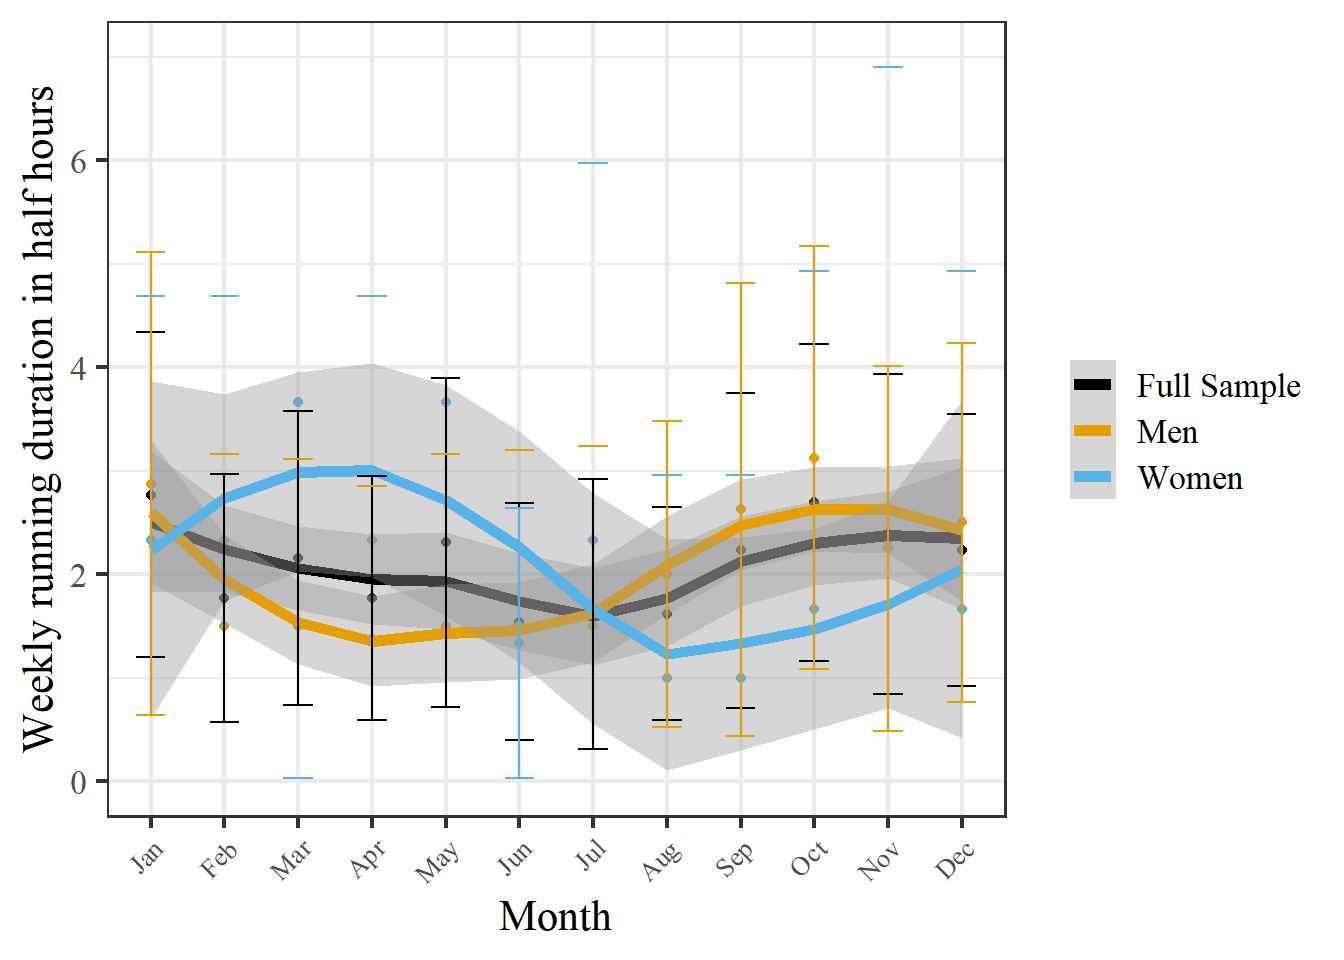 Weekly running duration in half hours
6
4
2
0
Jan
Feb
Mar
Apr
May
Jun
Jul
Aug
Sep
Oct
Nov
Dec
Month
Full Sample
Men
Women